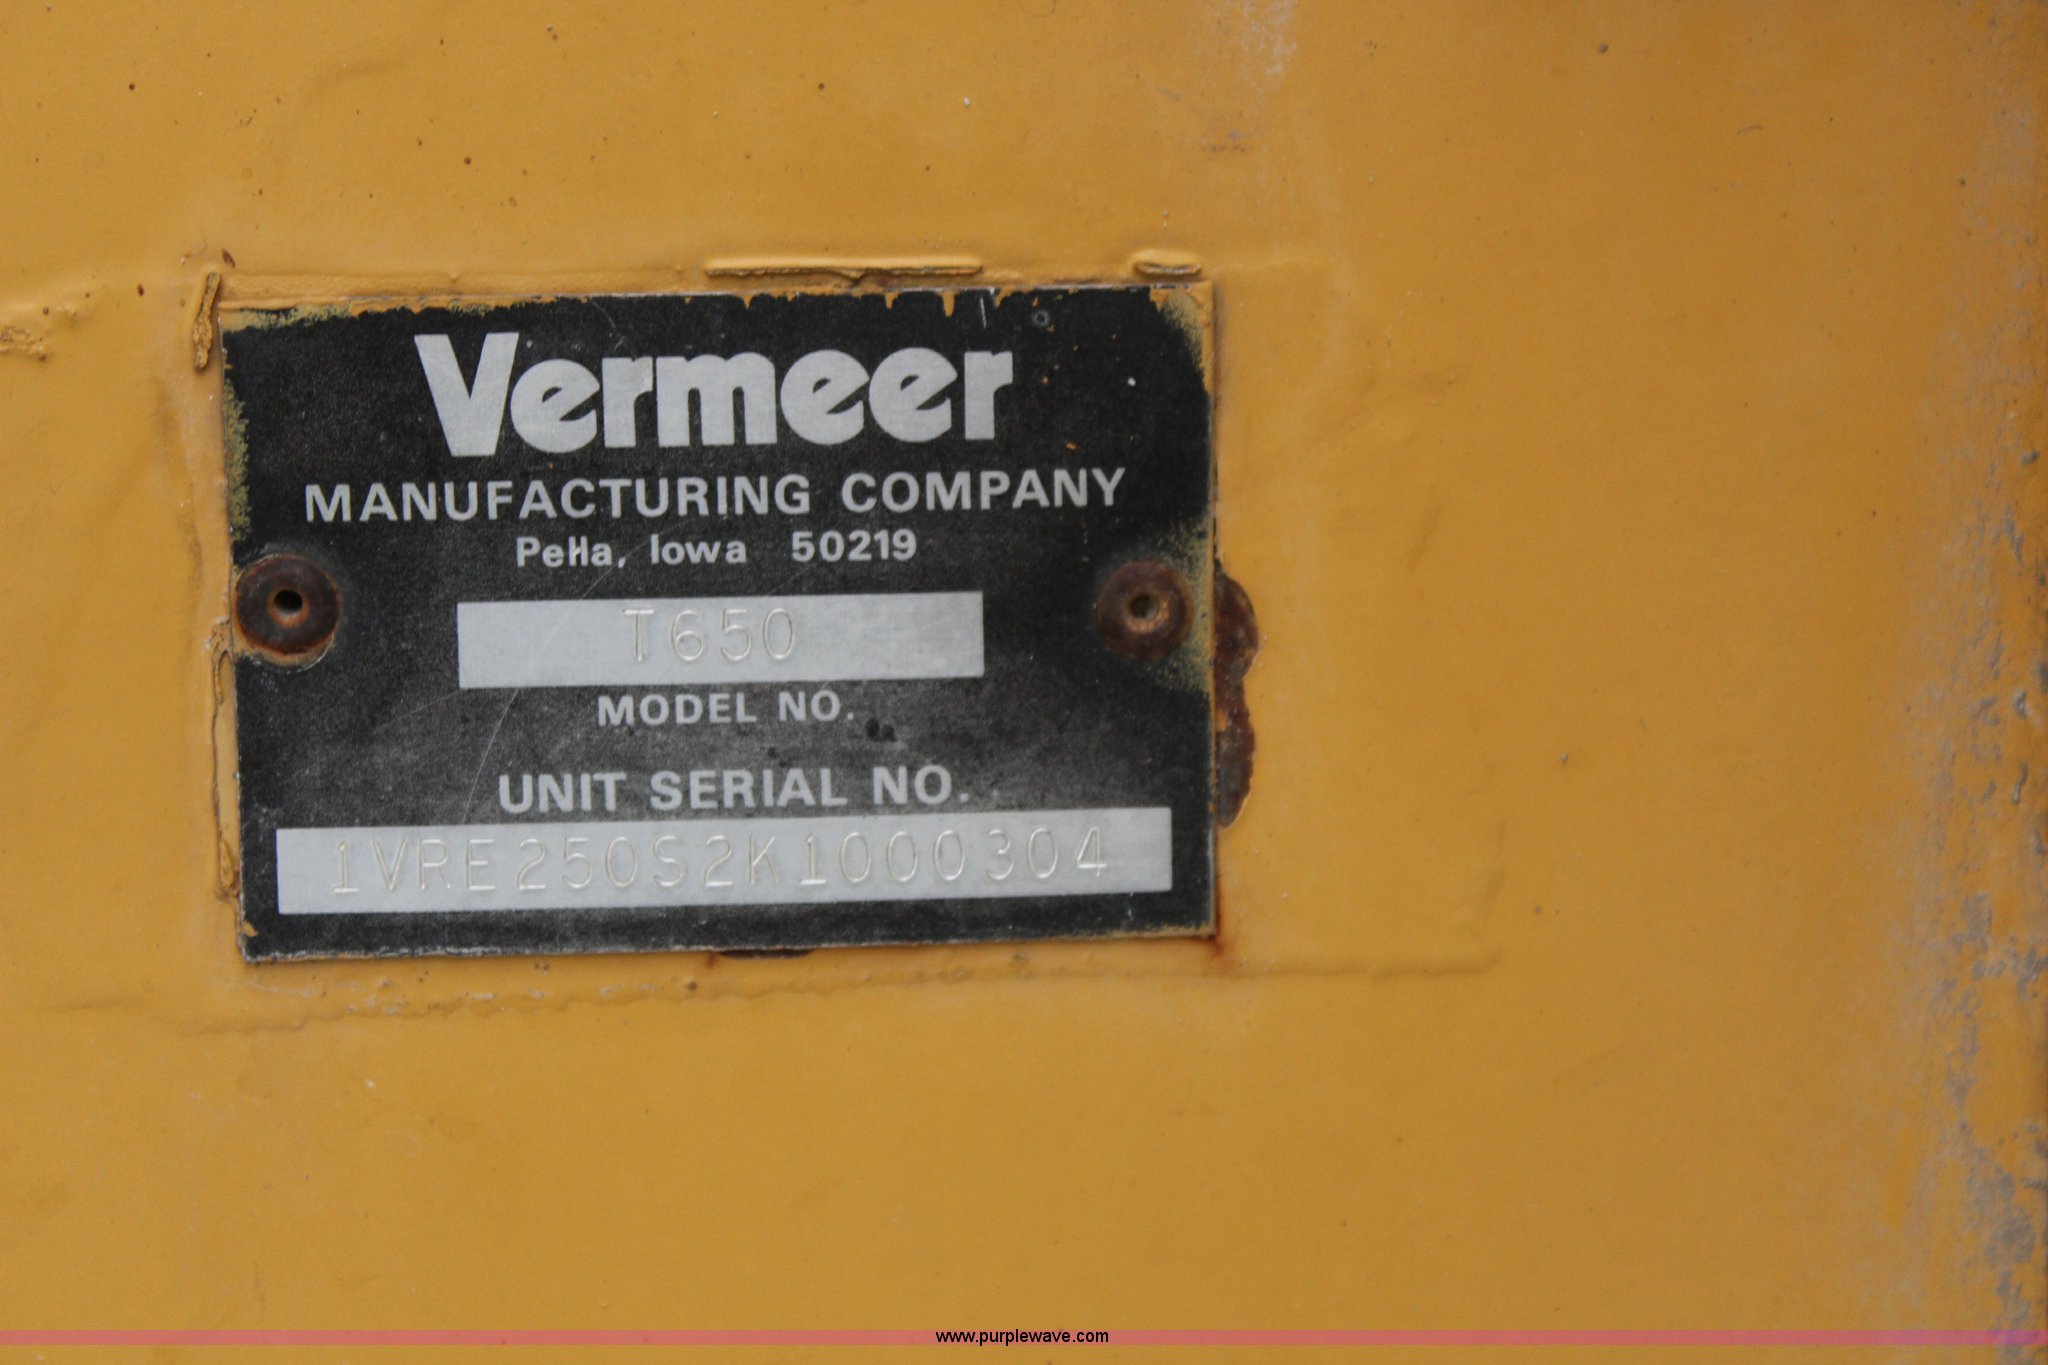 Vermeer
MANUFACTURING COMPANY
Pella, Iowa 50219
T650
MODEL NO.
UNIT SERIAL NO.
1VRE250S2K1000304
www.purplewave.com